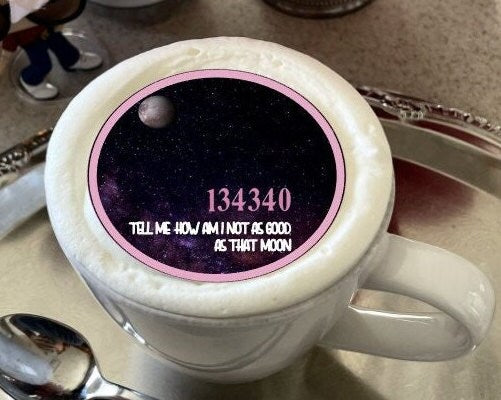 134340
TELL ME HOW AM I NOT AS GOOD
AS THAT MOON